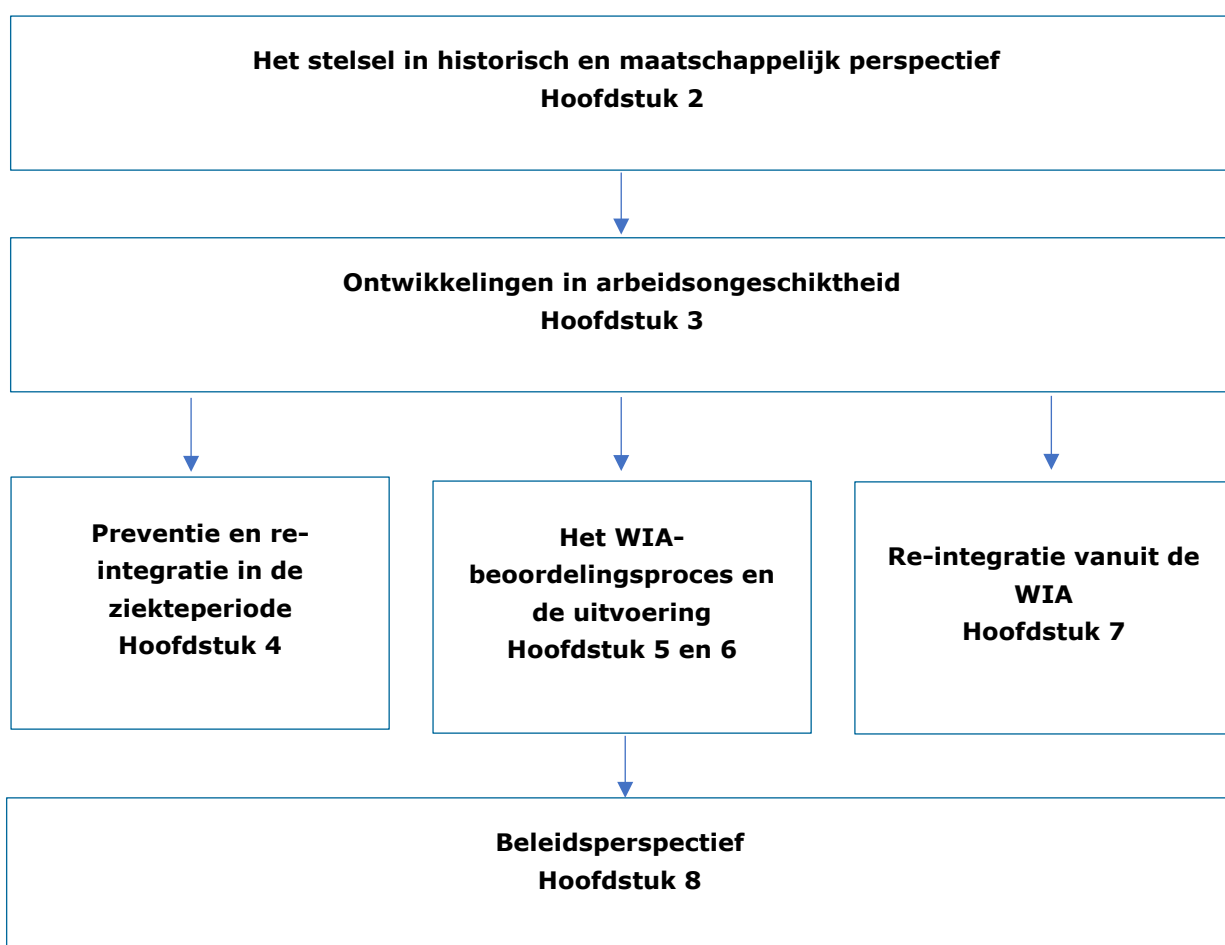 Het stelsel in historisch en maatschappelijk perspectief
Hoofdstuk 2
Ontwikkelingen in arbeidsongeschiktheid
Hoofdstuk 3
Preventie en re-
integratie in de
ziekteperiode
Hoofdstuk 4
Het WIA-
beoordelingsproces en
de uitvoering
Hoofdstuk 5 en 6
Re-integratie vanuit de
WIA
Hoofdstuk 7
Beleidsperspectief
Hoofdstuk 8